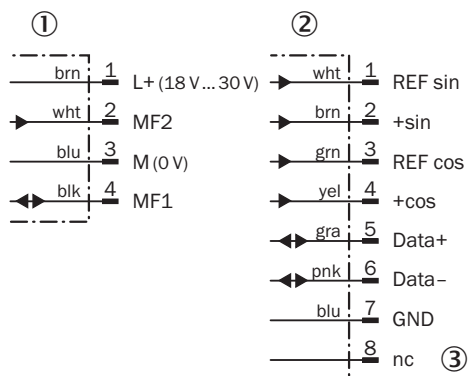 ① ②
brn 1 L+ (18 V... 30 V)
wht 2 MF2
blu 3 M (0 V)
blk 4 MF1
wht 1 REF sin
brn 2 +sin
grn 3 REF cos
yel 4 +cos
gra 5 Data+
pnk 6 Data–
blu 7 GND
8 nc ③